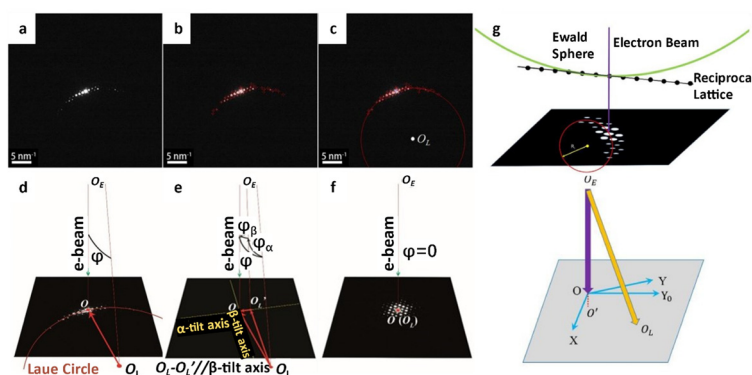 a
5 nm⁻¹
b
5 nm⁻¹
c
O_L
5 nm⁻¹
d
O_E
e-beam
φ
O
Laue Circle
O_L
e
O_E
e-beam
φ_β
φ_α
φ
O
O_L'
α-tilt axis
β-tilt axis
O_L-O_L'//β-tilt axis
O_L
f
O_E
e-beam
φ=0
O (O_L)
g
Ewald
Sphere
Electron Beam
Reciproca
Lattice
R
O_E
O
O'
Y
Y₀
X
O_L